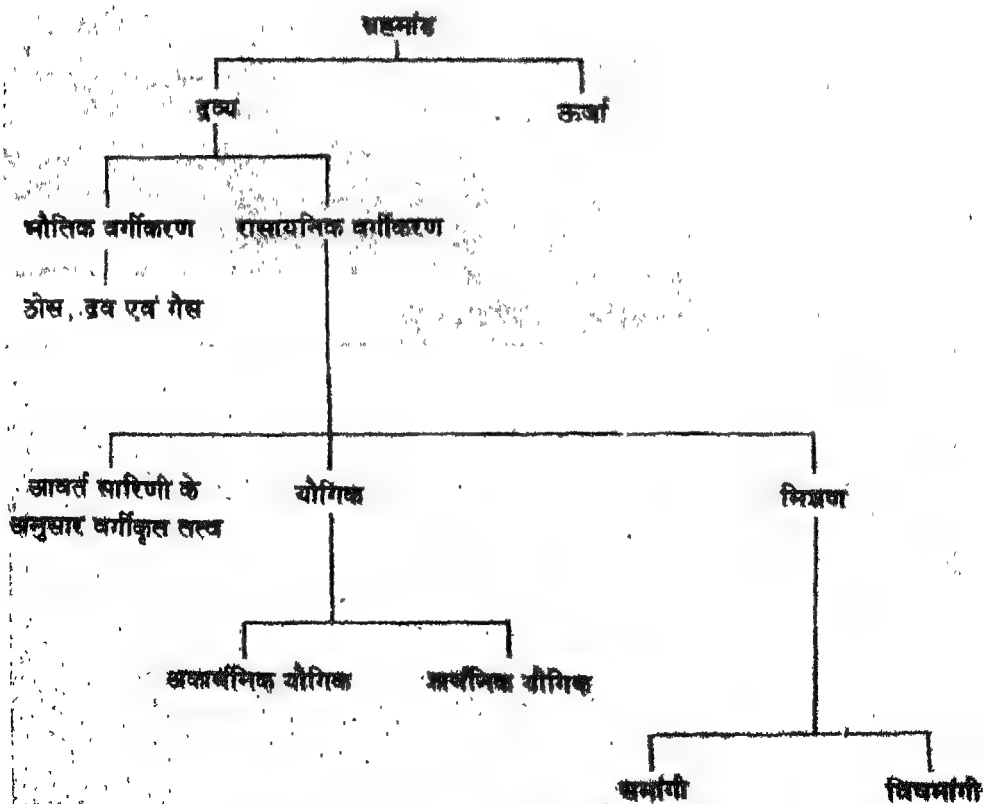 ब्रहमांड
द्रव्य
ऊर्जा
भौतिक वर्गीकरण
रासायनिक वर्गीकरण
ठोस, द्रव एवं गैस
आवर्त सारिणी के
अनुसार वर्गीकृत तत्व
यौगिक
मिश्रण
अकार्बनिक यौगिक
कार्बनिक यौगिक
समांगी
विषमांगी